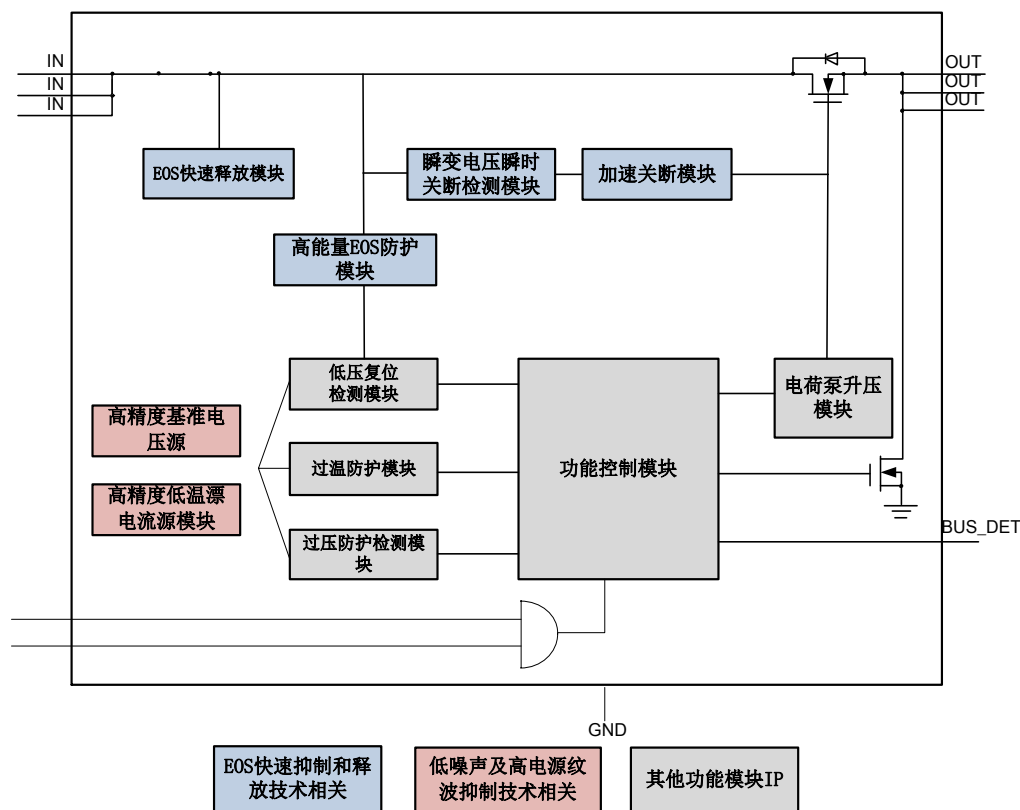 IN
IN
IN
OUT
OUT
OUT
EOS快速释放模块
瞬变电压瞬时
关断检测模块
加速关断模块
高能量EOS防护
模块
低压复位
检测模块
高精度基准电
压源
过温防护模块
高精度低温漂
电流源模块
过压防护检测模
块
功能控制模块
电荷泵升压
模块
BUS_DET
GND
EOS快速抑制和释
放技术相关
低噪声及高电源纹
波抑制技术相关
其他功能模块IP